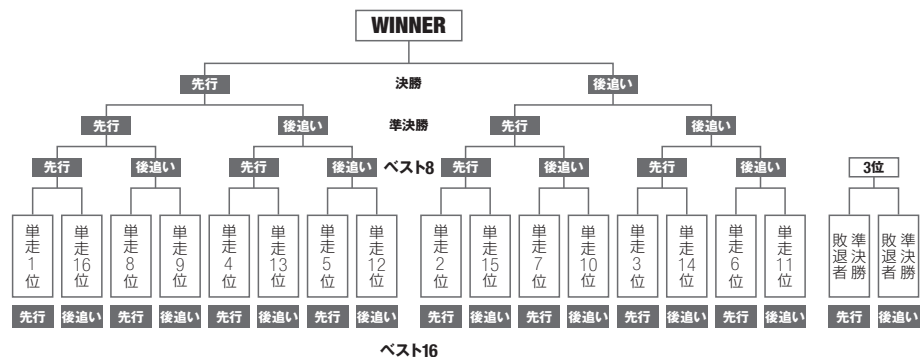 WINNER
先行
決勝
後追い
先行
後追い
準決勝
先行
後追い
先行
後追い
先行
後追い
ベスト8
先行
後追い
先行
後追い
3位
単走1位
単走16位
単走8位
単走9位
単走4位
単走13位
単走5位
単走12位
単走2位
単走15位
単走7位
単走10位
単走3位
単走14位
単走6位
単走11位
準決勝
敗退者
準決勝
敗退者
先行
後追い
先行
後追い
先行
後追い
先行
後追い
先行
後追い
先行
後追い
先行
後追い
先行
後追い
先行
後追い
ベスト16